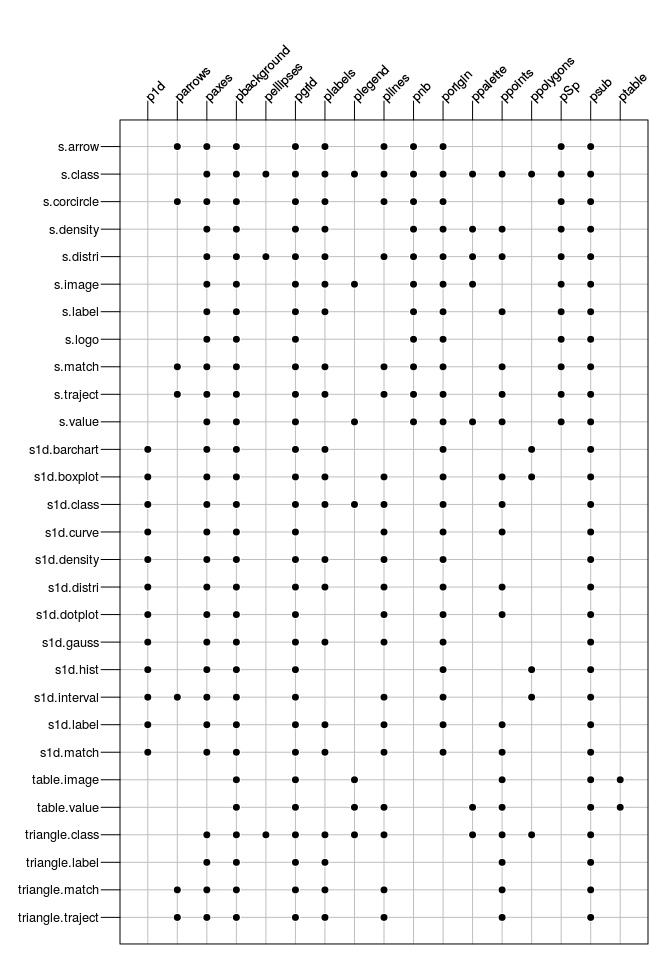 p1d
parrows
paxes
pbackground
pellipses
pgrid
plabels
plegend
plines
pnb
porigin
ppalette
ppoints
ppolygons
pSp
psub
ptable
s.arrow
s.class
s.corcircle
s.density
s.distri
s.image
s.label
s.logo
s.match
s.traject
s.value
s1d.barchart
s1d.boxplot
s1d.class
s1d.curve
s1d.density
s1d.distri
s1d.dotplot
s1d.gauss
s1d.hist
s1d.interval
s1d.label
s1d.match
table.image
table.value
triangle.class
triangle.label
triangle.match
triangle.traject